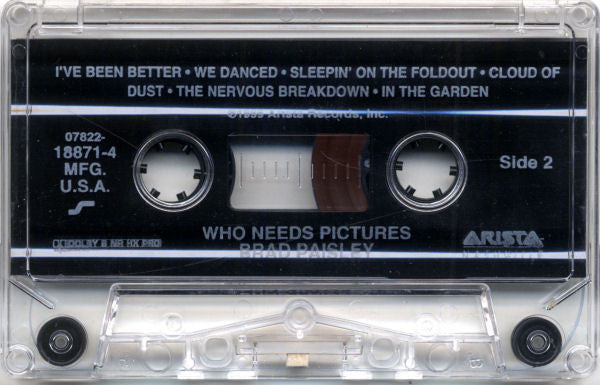 I'VE BEEN BETTER • WE DANCED • SLEEPIN' ON THE FOLDOUT • CLOUD OF
DUST • THE NERVOUS BREAKDOWN • IN THE GARDEN
©1999 Arista Records, Inc.
07822-
18871-4
MFG.
U.S.A.
Side 2
WHO NEEDS PICTURES
BRAD PAISLEY
DOLBY B NR HX PRO
ARISTA